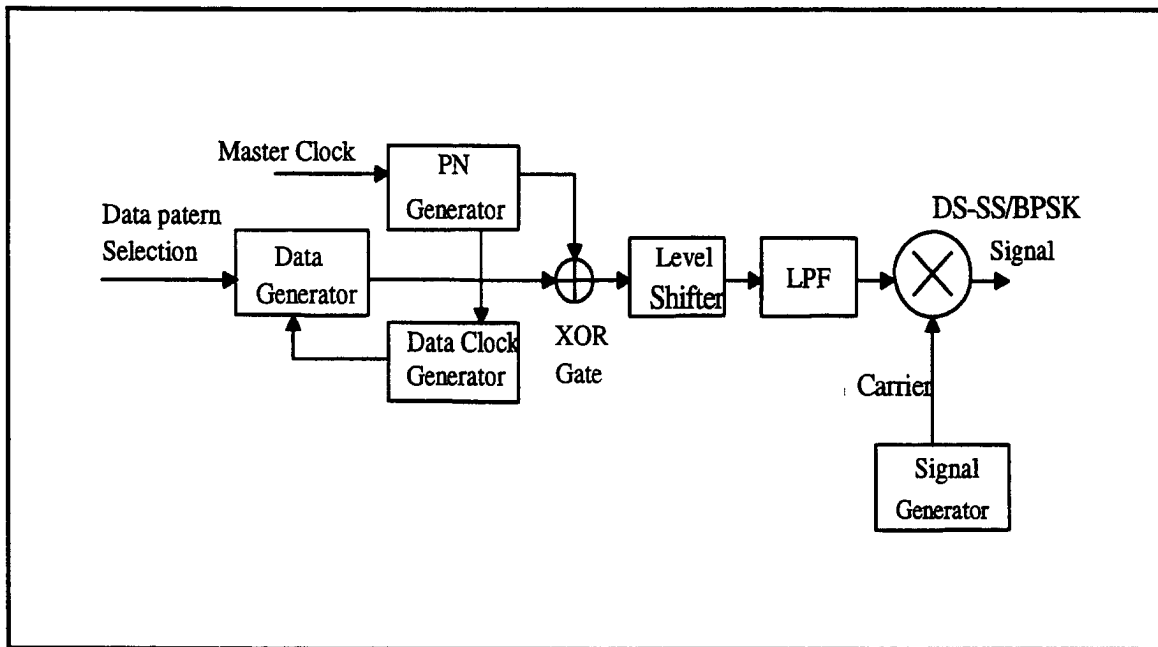 Master Clock
PN
Generator
Data patern
Selection
Data
Generator
Data Clock
Generator
XOR
Gate
Level
Shifter
LPF
DS-SS/BPSK
Signal
Carrier
Signal
Generator